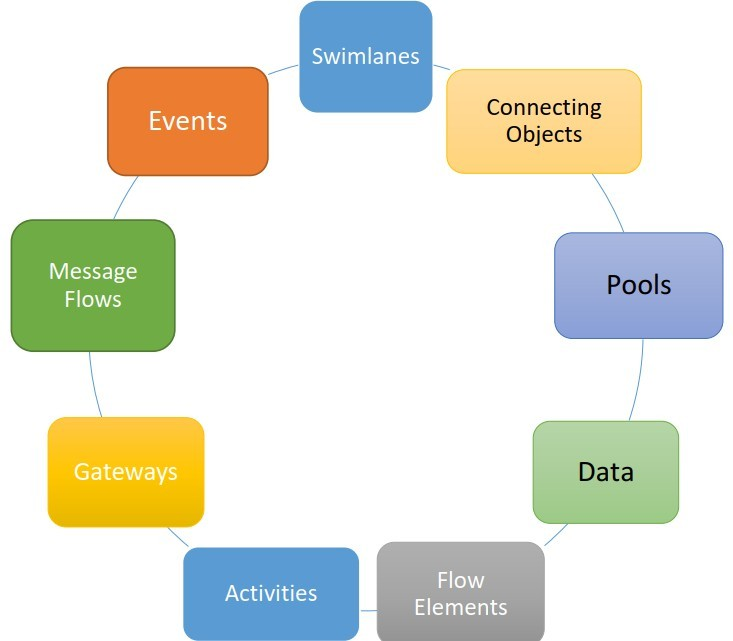 Swimlanes
Connecting
Objects
Pools
Data
Flow
Elements
Activities
Gateways
Message
Flows
Events